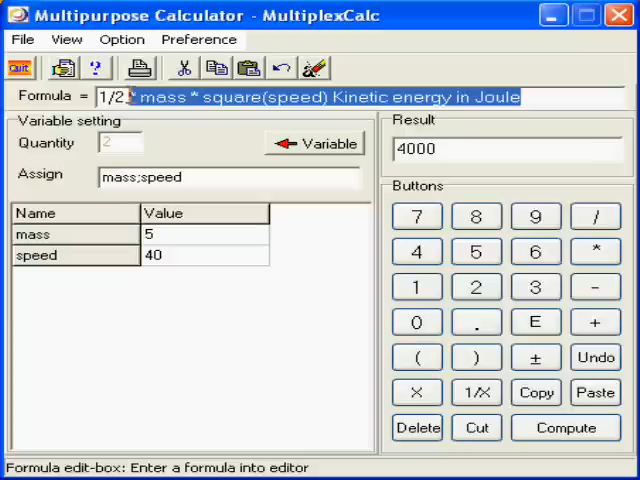 Multipurpose Calculator - MultiplexCalc
File View Option Preference
Quit ?
Formula = 1/2 * mass * square(speed) Kinetic energy in Joule
Variable setting
Quantity 2 Variable
Assign mass;speed
Name Value
mass 5
speed 40
Result
4000
Buttons
7 8 9 /
4 5 6 *
1 2 3 -
0 . E +
( ) ± Undo
X 1/X Copy Paste
Delete Cut Compute
Formula edit-box: Enter a formula into editor